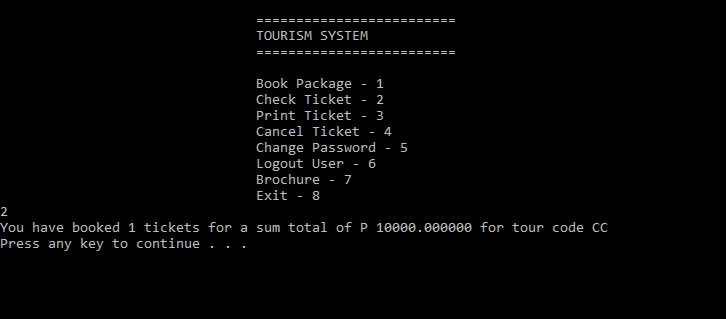 =========================
TOURISM SYSTEM
=========================
Book Package - 1
Check Ticket - 2
Print Ticket - 3
Cancel Ticket - 4
Change Password - 5
Logout User - 6
Brochure - 7
Exit - 8
2
You have booked 1 tickets for a sum total of P 10000.000000 for tour code CC
Press any key to continue . . .